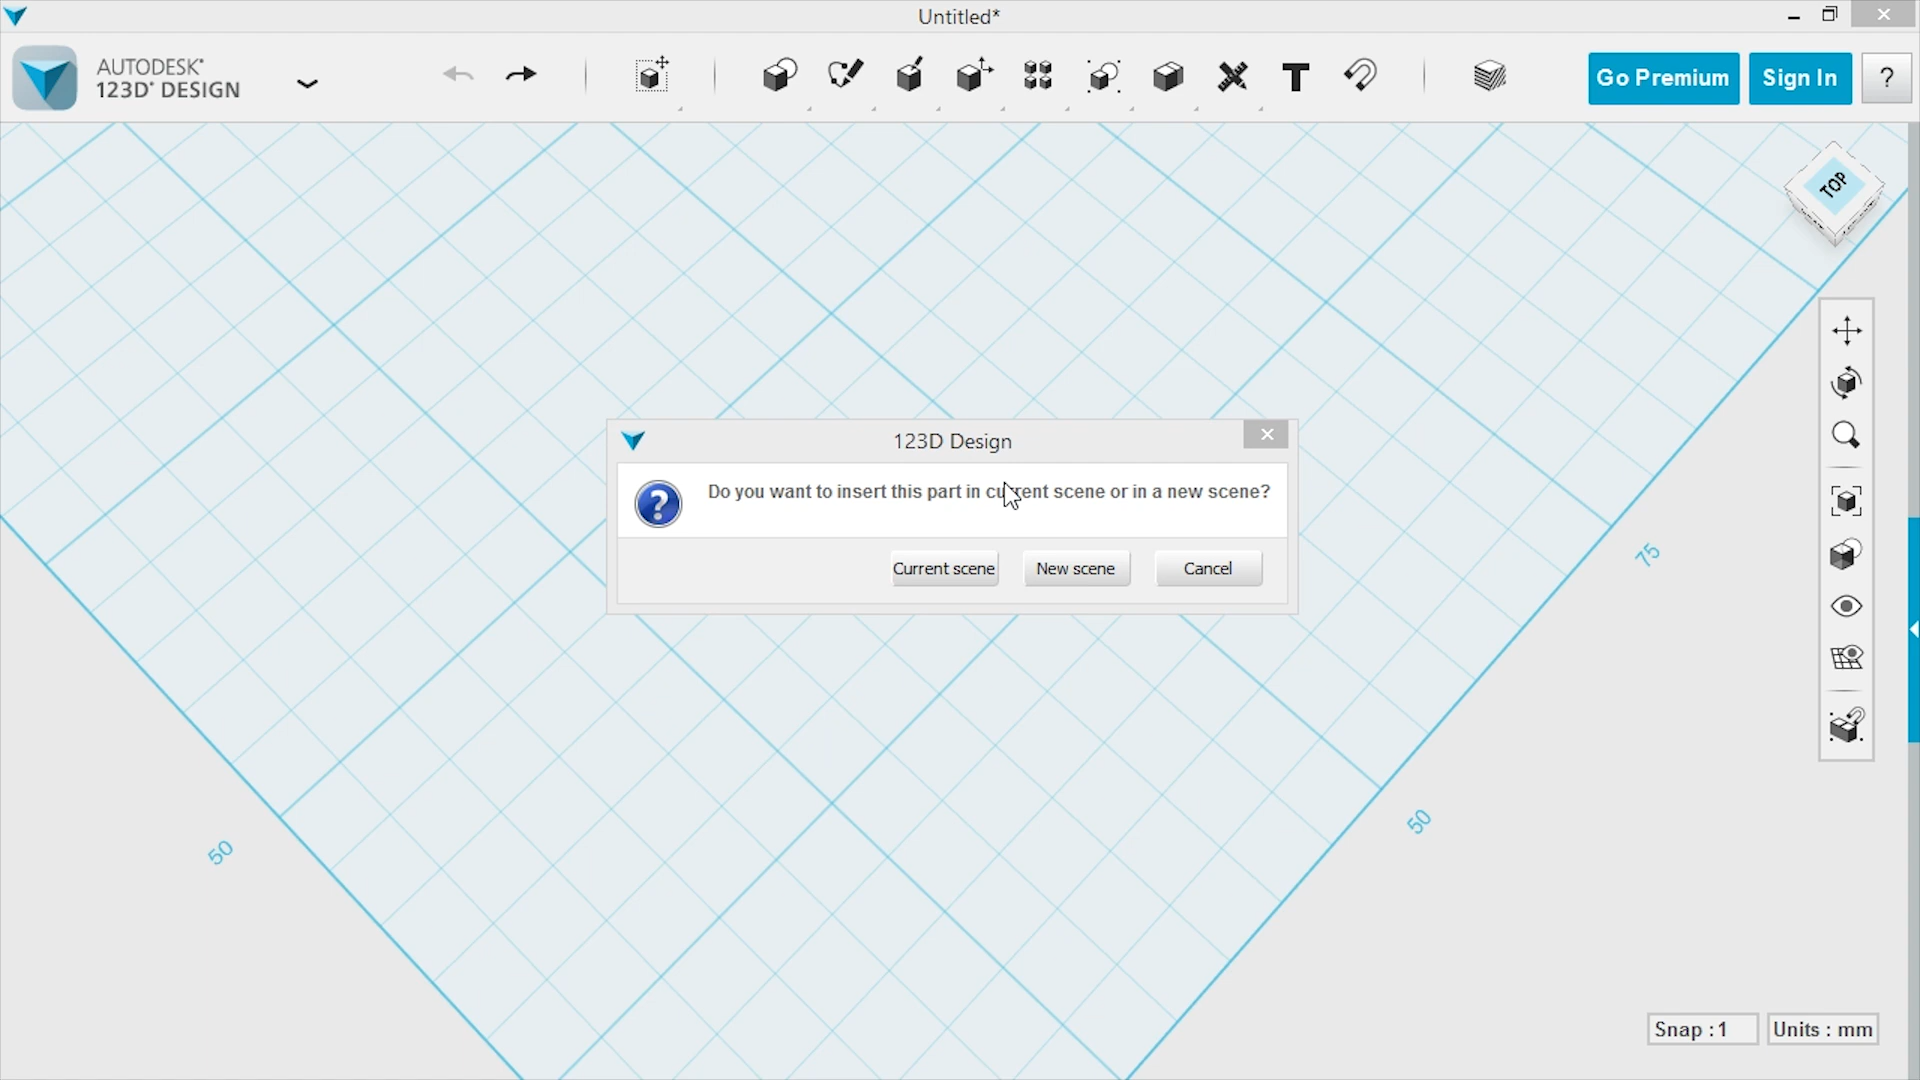 Untitled*
AUTODESK®
123D® DESIGN
Go Premium
Sign In
?
TOP
123D Design
Do you want to insert this part in current scene or in a new scene?
Current scene
New scene
Cancel
75
50
50
Snap : 1
Units : mm